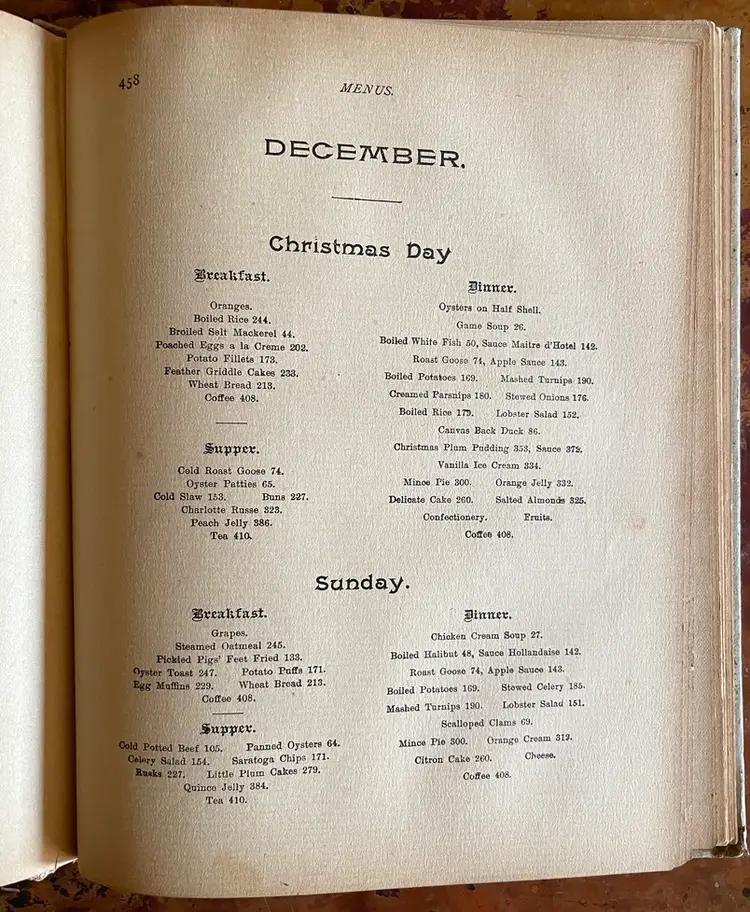 458
MENUS.
DECEMBER.
Christmas Day
Breakfast.
Oranges.
Boiled Rice 244.
Broiled Salt Mackerel 44.
Poached Eggs a la Creme 202.
Potato Fillets 173.
Feather Griddle Cakes 233.
Wheat Bread 213.
Coffee 408.
Supper.
Cold Roast Goose 74.
Oyster Patties 65.
Cold Slaw 153. Buns 227.
Charlotte Russe 323.
Peach Jelly 386.
Tea 410.
Dinner.
Oysters on Half Shell.
Game Soup 26.
Boiled White Fish 50, Sauce Maitre d'Hotel 142.
Roast Goose 74, Apple Sauce 143.
Boiled Potatoes 169. Mashed Turnips 190.
Creamed Parsnips 180. Stewed Onions 176.
Boiled Rice 179. Lobster Salad 152.
Canvas Back Duck 86.
Christmas Plum Pudding 353, Sauce 372.
Vanilla Ice Cream 334.
Mince Pie 300. Orange Jelly 332.
Delicate Cake 260. Salted Almonds 325.
Confectionery. Fruits.
Coffee 408.
Sunday.
Breakfast.
Grapes.
Steamed Oatmeal 245.
Pickled Pigs' Feet Fried 133.
Oyster Toast 247. Potato Puffs 171.
Egg Muffins 229. Wheat Bread 213.
Coffee 408.
Supper.
Cold Potted Beef 105. Panned Oysters 64.
Celery Salad 154. Saratoga Chips 171.
Rusks 227. Little Plum Cakes 279.
Quince Jelly 384.
Tea 410.
Dinner.
Chicken Cream Soup 27.
Boiled Halibut 48, Sauce Hollandaise 142.
Roast Goose 74, Apple Sauce 143.
Boiled Potatoes 169. Stewed Celery 185.
Mashed Turnips 190. Lobster Salad 151.
Scalloped Clams 69.
Mince Pie 300. Orange Cream 312.
Citron Cake 260. Cheese.
Coffee 408.